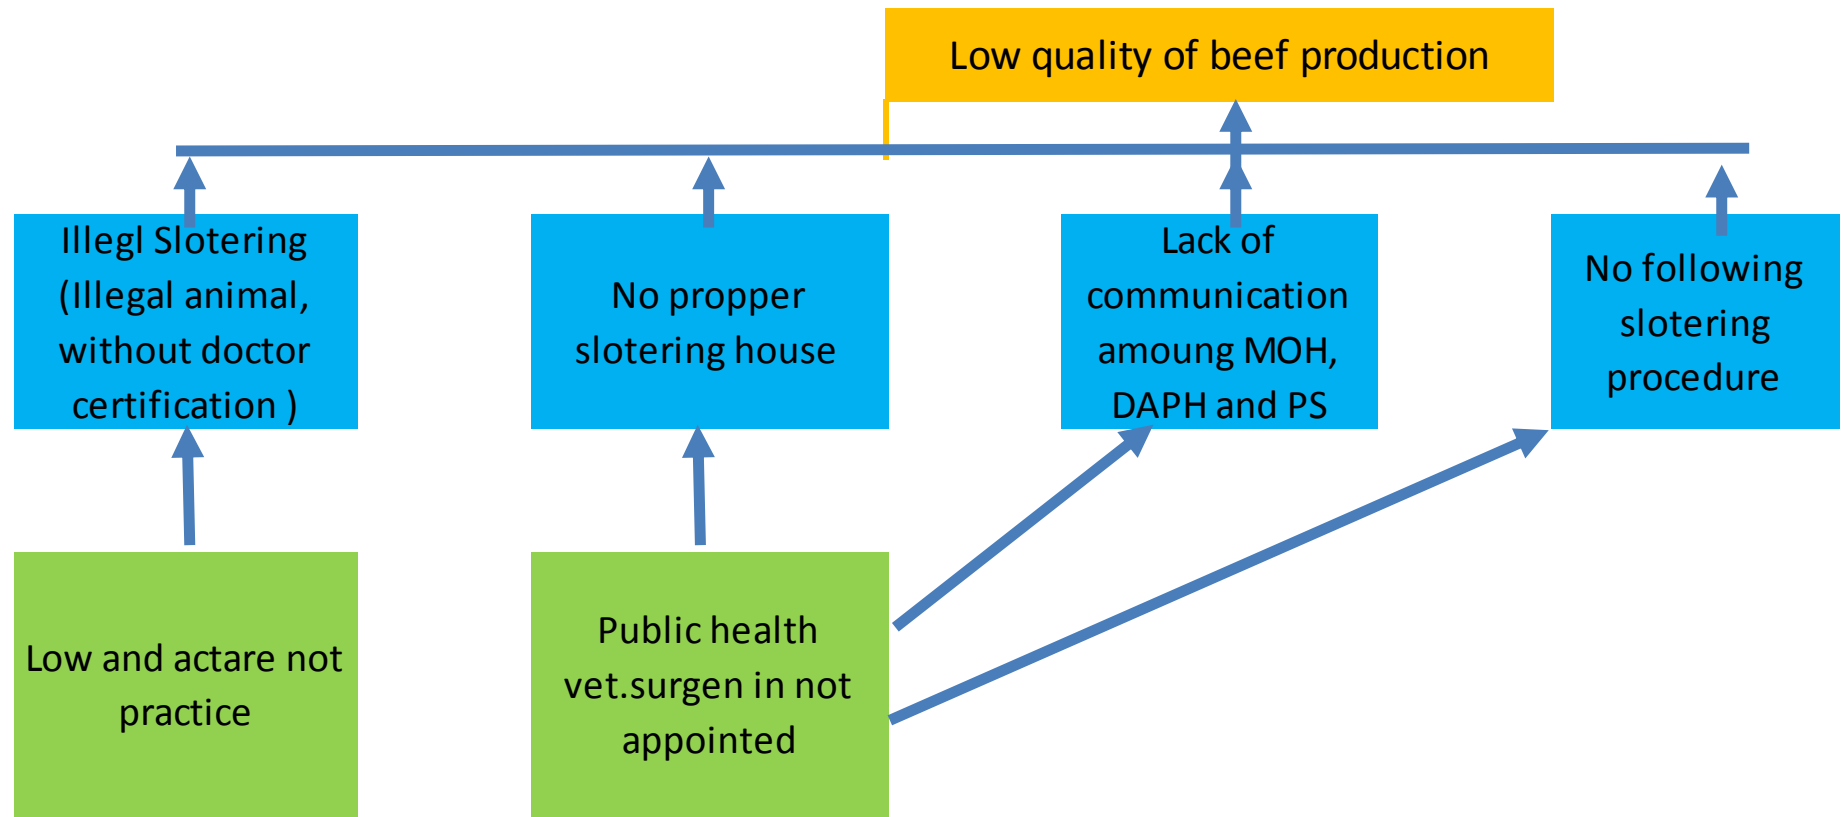 Low quality of beef production
Illegl Slotering
(Illegal animal,
without doctor
certification )
No propper
slotering house
Lack of
communication
amoung MOH,
DAPH and PS
No following
slotering
procedure
Low and actare not
practice
Public health
vet.surgen in not
appointed